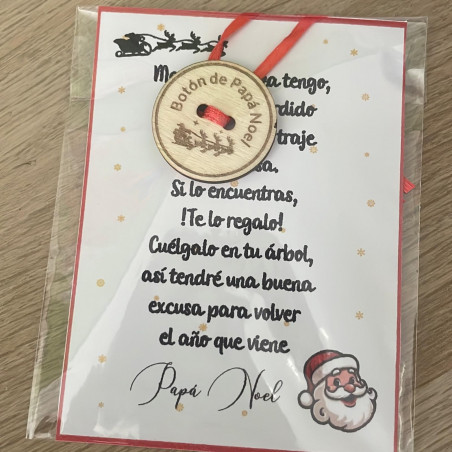 Botón de Papá Noel
tengo,
traje
Si lo encuentras,
!Te lo regalo!
Cuélgalo en tu árbol,
así tendré una buena
excusa para volver
el año que viene
Papá Noel